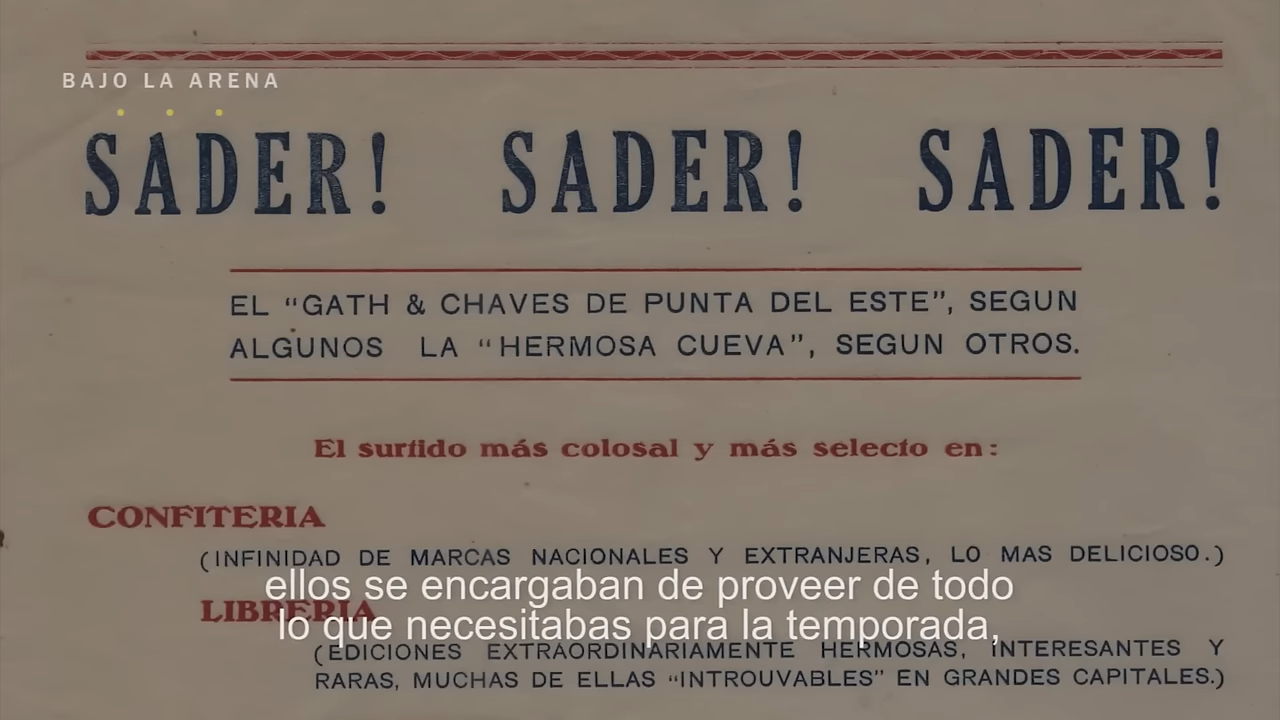 BAJO LA ARENA
SADER! SADER! SADER!
EL “GATH & CHAVES DE PUNTA DEL ESTE”, SEGUN
ALGUNOS LA “HERMOSA CUEVA”, SEGUN OTROS.
El surtido más colosal y más selecto en:
CONFITERIA
(INFINIDAD DE MARCAS NACIONALES Y EXTRANJERAS, LO MAS DELICIOSO.)
ellos se encargaban de proveer de todo
LIBRERIA
lo que necesitabas para la temporada,
(EDICIONES EXTRAORDINARIAMENTE HERMOSAS, INTERESANTES Y
RARAS, MUCHAS DE ELLAS “INTROUVABLES” EN GRANDES CAPITALES.)